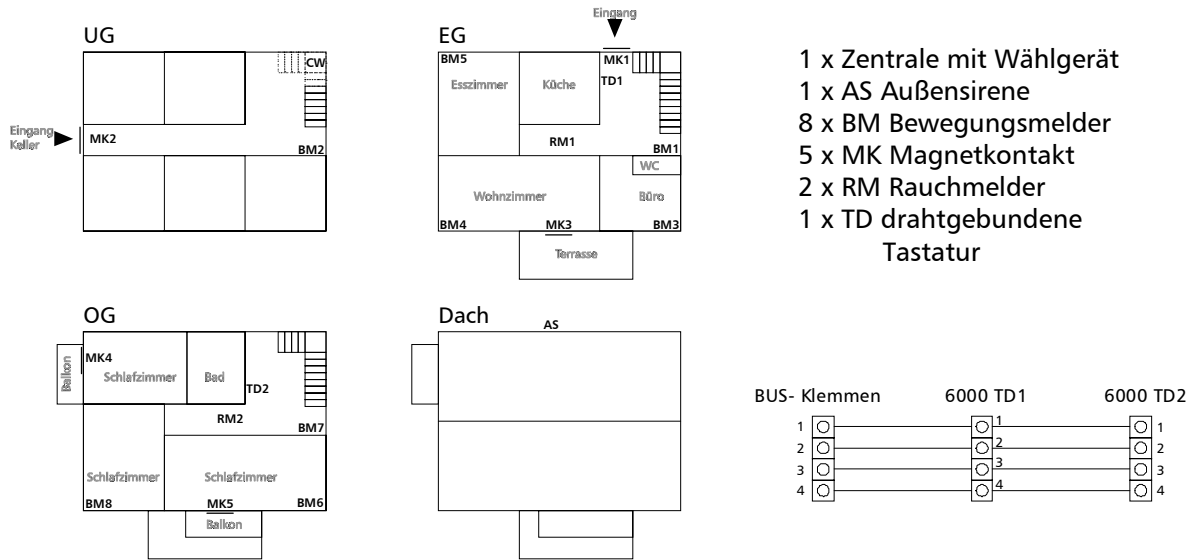 UG
CW
Eingang
Keller
MK2
BM2
EG
Eingang
BM5
MK1
TD1
Esszimmer
Küche
RM1
BM1
WC
Wohnzimmer
Büro
BM4
MK3
BM3
Terrasse
1 x Zentrale mit Wählgerät
1 x AS Außensirene
8 x BM Bewegungsmelder
5 x MK Magnetkontakt
2 x RM Rauchmelder
1 x TD drahtgebundene
Tastatur
OG
Balkon
MK4
Schlafzimmer
Bad
TD2
RM2
BM7
Schlafzimmer
Schlafzimmer
BM8
MK5
BM6
Balkon
Dach
AS
BUS- Klemmen 6000 TD1 6000 TD2
1 1 1
2 2 2
3 3 3
4 4 4